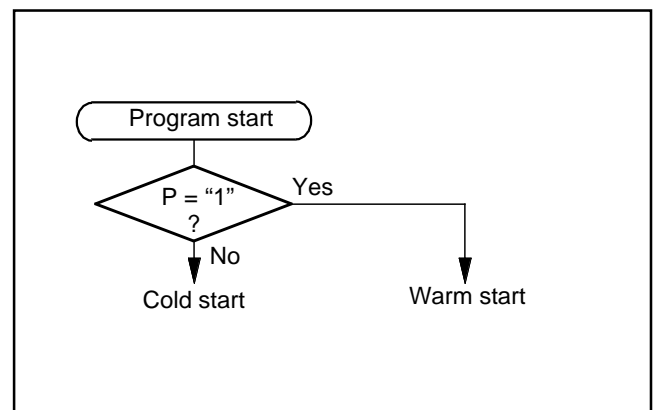 Program start
P = “1”
?
Yes
No
Cold start
Warm start